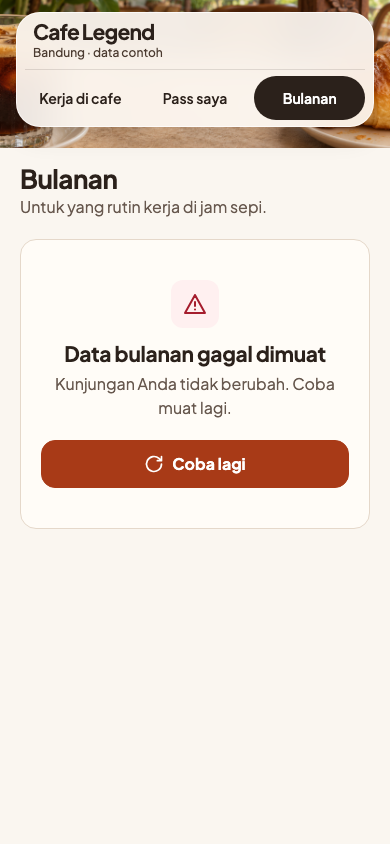 Cafe Legend
Bandung · data contoh
Kerja di cafe
Pass saya
Bulanan
Bulanan
Untuk yang rutin kerja di jam sepi.
Data bulanan gagal dimuat
Kunjungan Anda tidak berubah. Coba
muat lagi.
Coba lagi